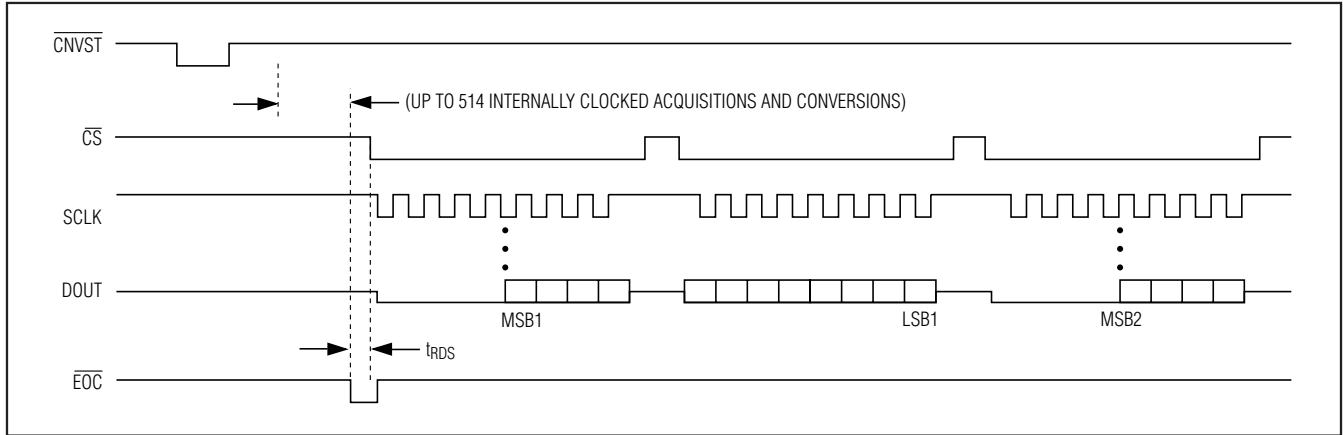 CNVST
(UP TO 514 INTERNALLY CLOCKED ACQUISITIONS AND CONVERSIONS)
CS
SCLK
DOUT
MSB1
LSB1
MSB2
tRDS
EOC